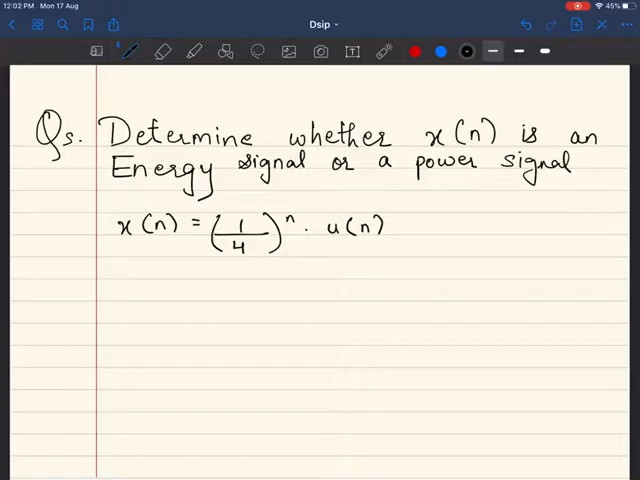 12:02 PM Mon 17 Aug
45%
Dsip
Qs. Determine whether x(n) is an
Energy signal or a power signal
x(n) = (1/4)^n . u(n)